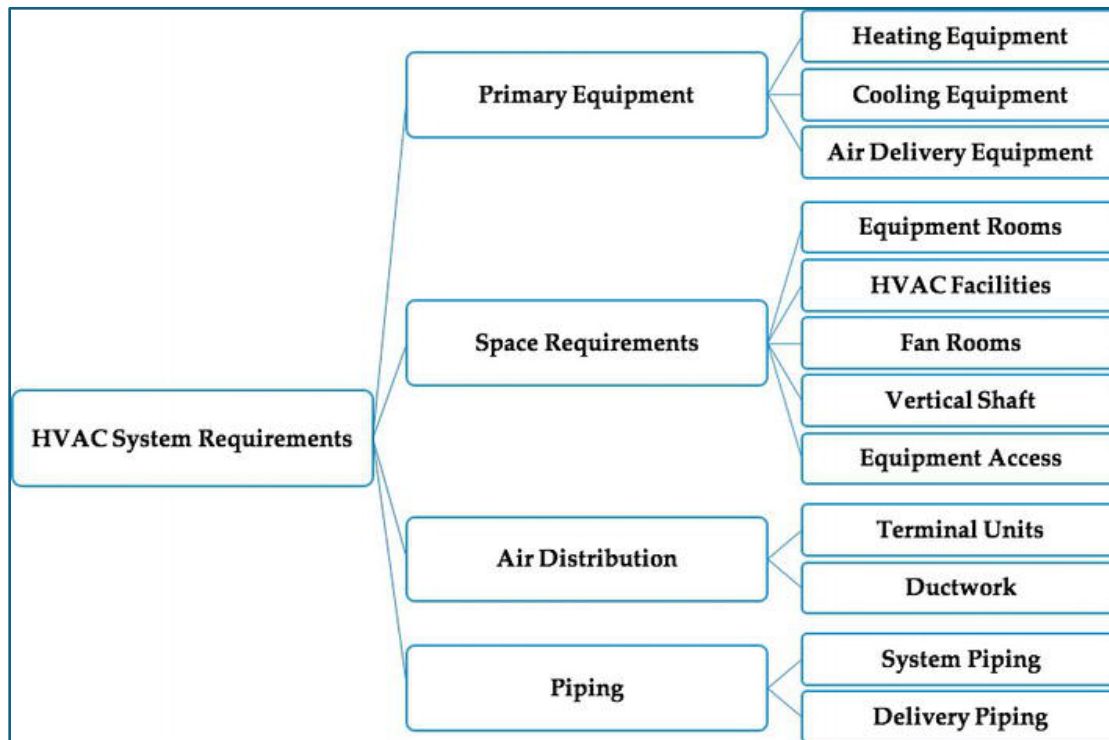 HVAC System Requirements
Primary Equipment
Heating Equipment
Cooling Equipment
Air Delivery Equipment
Space Requirements
Equipment Rooms
HVAC Facilities
Fan Rooms
Vertical Shaft
Equipment Access
Air Distribution
Terminal Units
Ductwork
Piping
System Piping
Delivery Piping